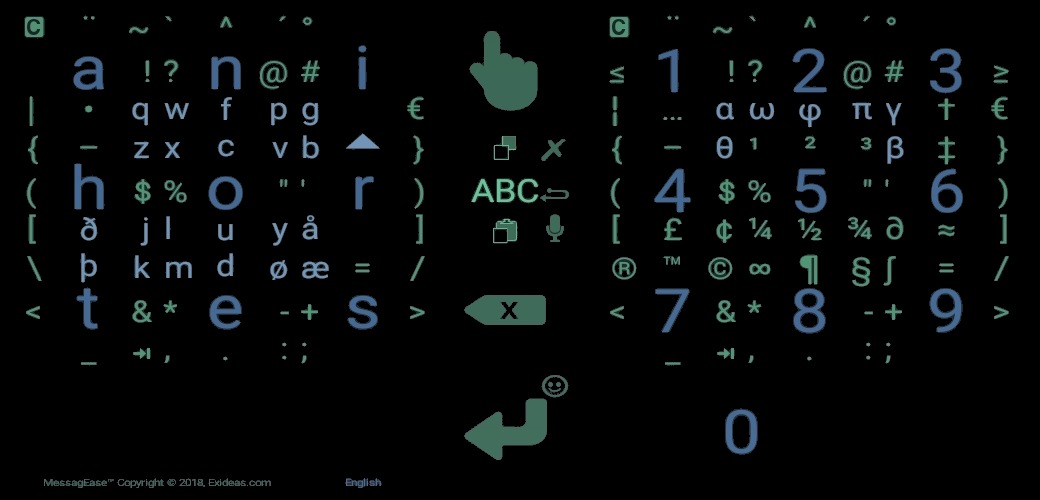 C ¨ ~ ` ^ ´ ° C ¨ ~ ` ^ ´ °
a ! ? n @ # i ≤ 1 ! ? 2 @ # 3 ≥
| • q w f p g € ¦ … α ω φ π γ † €
{ – z x c v b } { – θ ¹ ² ³ β ‡ }
( h $ % o " ' r ) ABC ( 4 $ % 5 " ' 6 )
[ ð j l u y å ] [ £ ¢ ¼ ½ ¾ ∂ ≈ ]
\ þ k m d ø æ = / ® ™ © ∞ ¶ § ∫ = /
< t & * e - + s > X < 7 & * 8 - + 9 >
_ ⇥ , . : ; _ ⇥ , . : ;
0
MessagEase™ Copyright © 2018, Exideas.com English